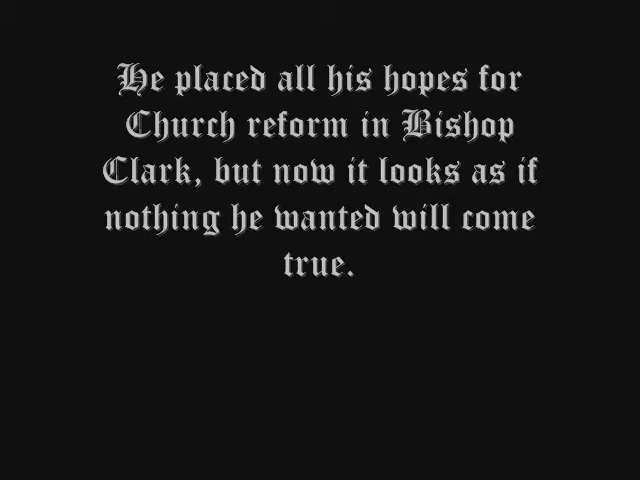 He placed all his hopes for
Church reform in Bishop
Clark, but now it looks as if
nothing he wanted will come
true.